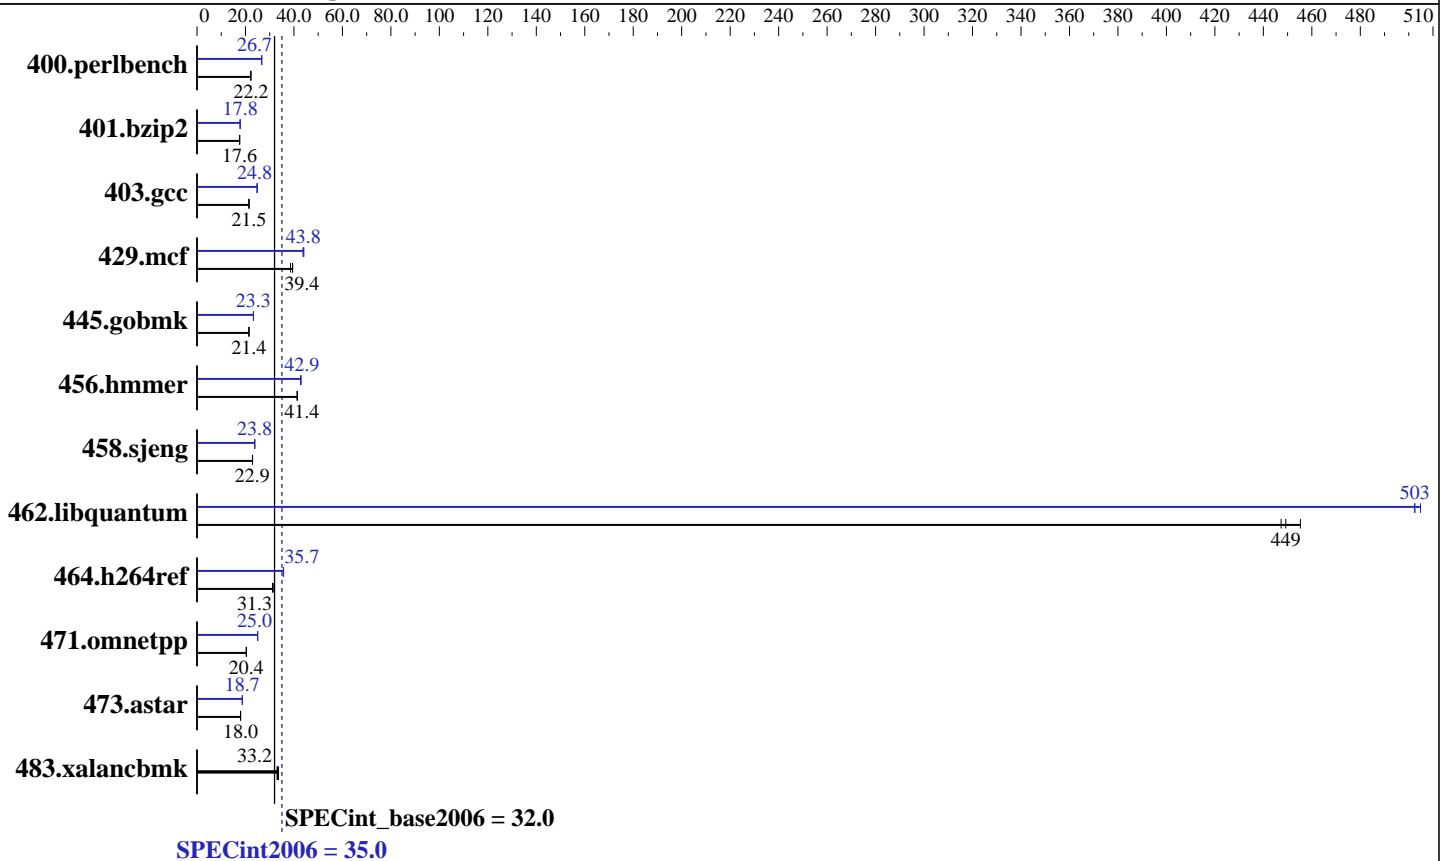 0 20.0 40.0 60.0 80.0 100 120 140 160 180 200 220 240 260 280 300 320 340 360 380 400 420 440 460 480 510
26.7
400.perlbench
22.2
17.8
401.bzip2
17.6
24.8
403.gcc
21.5
43.8
429.mcf
39.4
23.3
445.gobmk
21.4
42.9
456.hmmer
41.4
23.8
458.sjeng
22.9
503
462.libquantum
449
35.7
464.h264ref
31.3
25.0
471.omnetpp
20.4
18.7
473.astar
18.0
33.2
483.xalancbmk
SPECint_base2006 = 32.0
SPECint2006 = 35.0